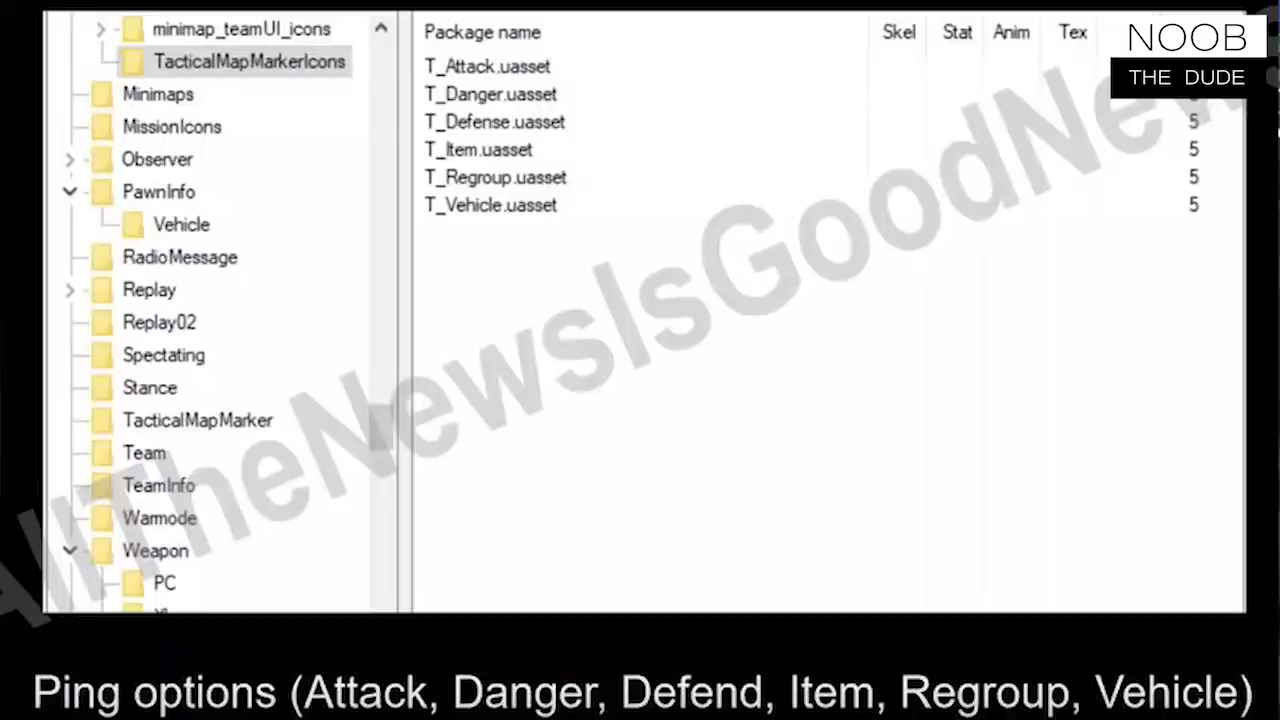 minimap_teamUI_icons
TacticalMapMarkerIcons
Minimaps
MissionIcons
Observer
PawnInfo
Vehicle
RadioMessage
Replay
Replay02
Spectating
Stance
TacticalMapMarker
Team
TeamInfo
Warmode
Weapon
PC
Package name Skel Stat Anim Tex
T_Attack.uasset
T_Danger.uasset
T_Defense.uasset 5
T_Item.uasset 5
T_Regroup.uasset 5
T_Vehicle.uasset 5
NOOB
THE DUDE
AllTheNewsIsGoodNews
Ping options (Attack, Danger, Defend, Item, Regroup, Vehicle)